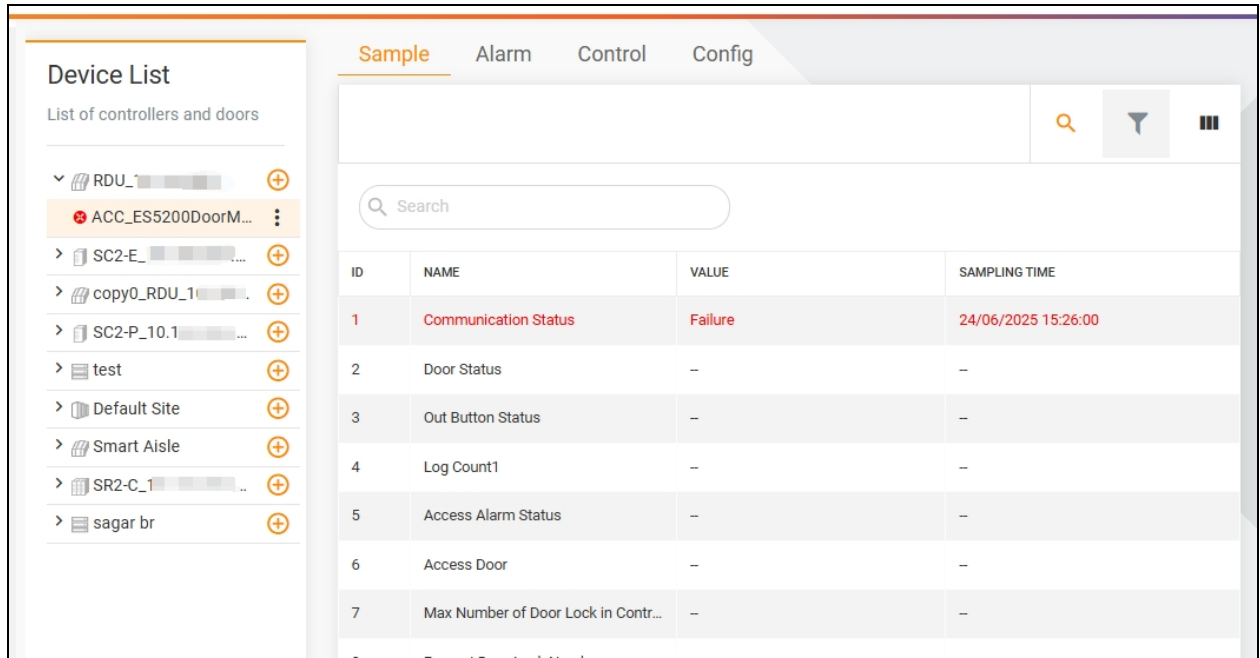 Device List
List of controllers and doors
RDU_1
ACC_ES5200DoorM...
SC2-E_ ...
copy0_RDU_1 .
SC2-P_10.1 ...
test
Default Site
Smart Aisle
SR2-C_1 ..
sagar br
Sample Alarm Control Config
Search
ID NAME VALUE SAMPLING TIME
1 Communication Status Failure 24/06/2025 15:26:00
2 Door Status -- --
3 Out Button Status -- --
4 Log Count1 -- --
5 Access Alarm Status -- --
6 Access Door -- --
7 Max Number of Door Lock in Contr... -- --